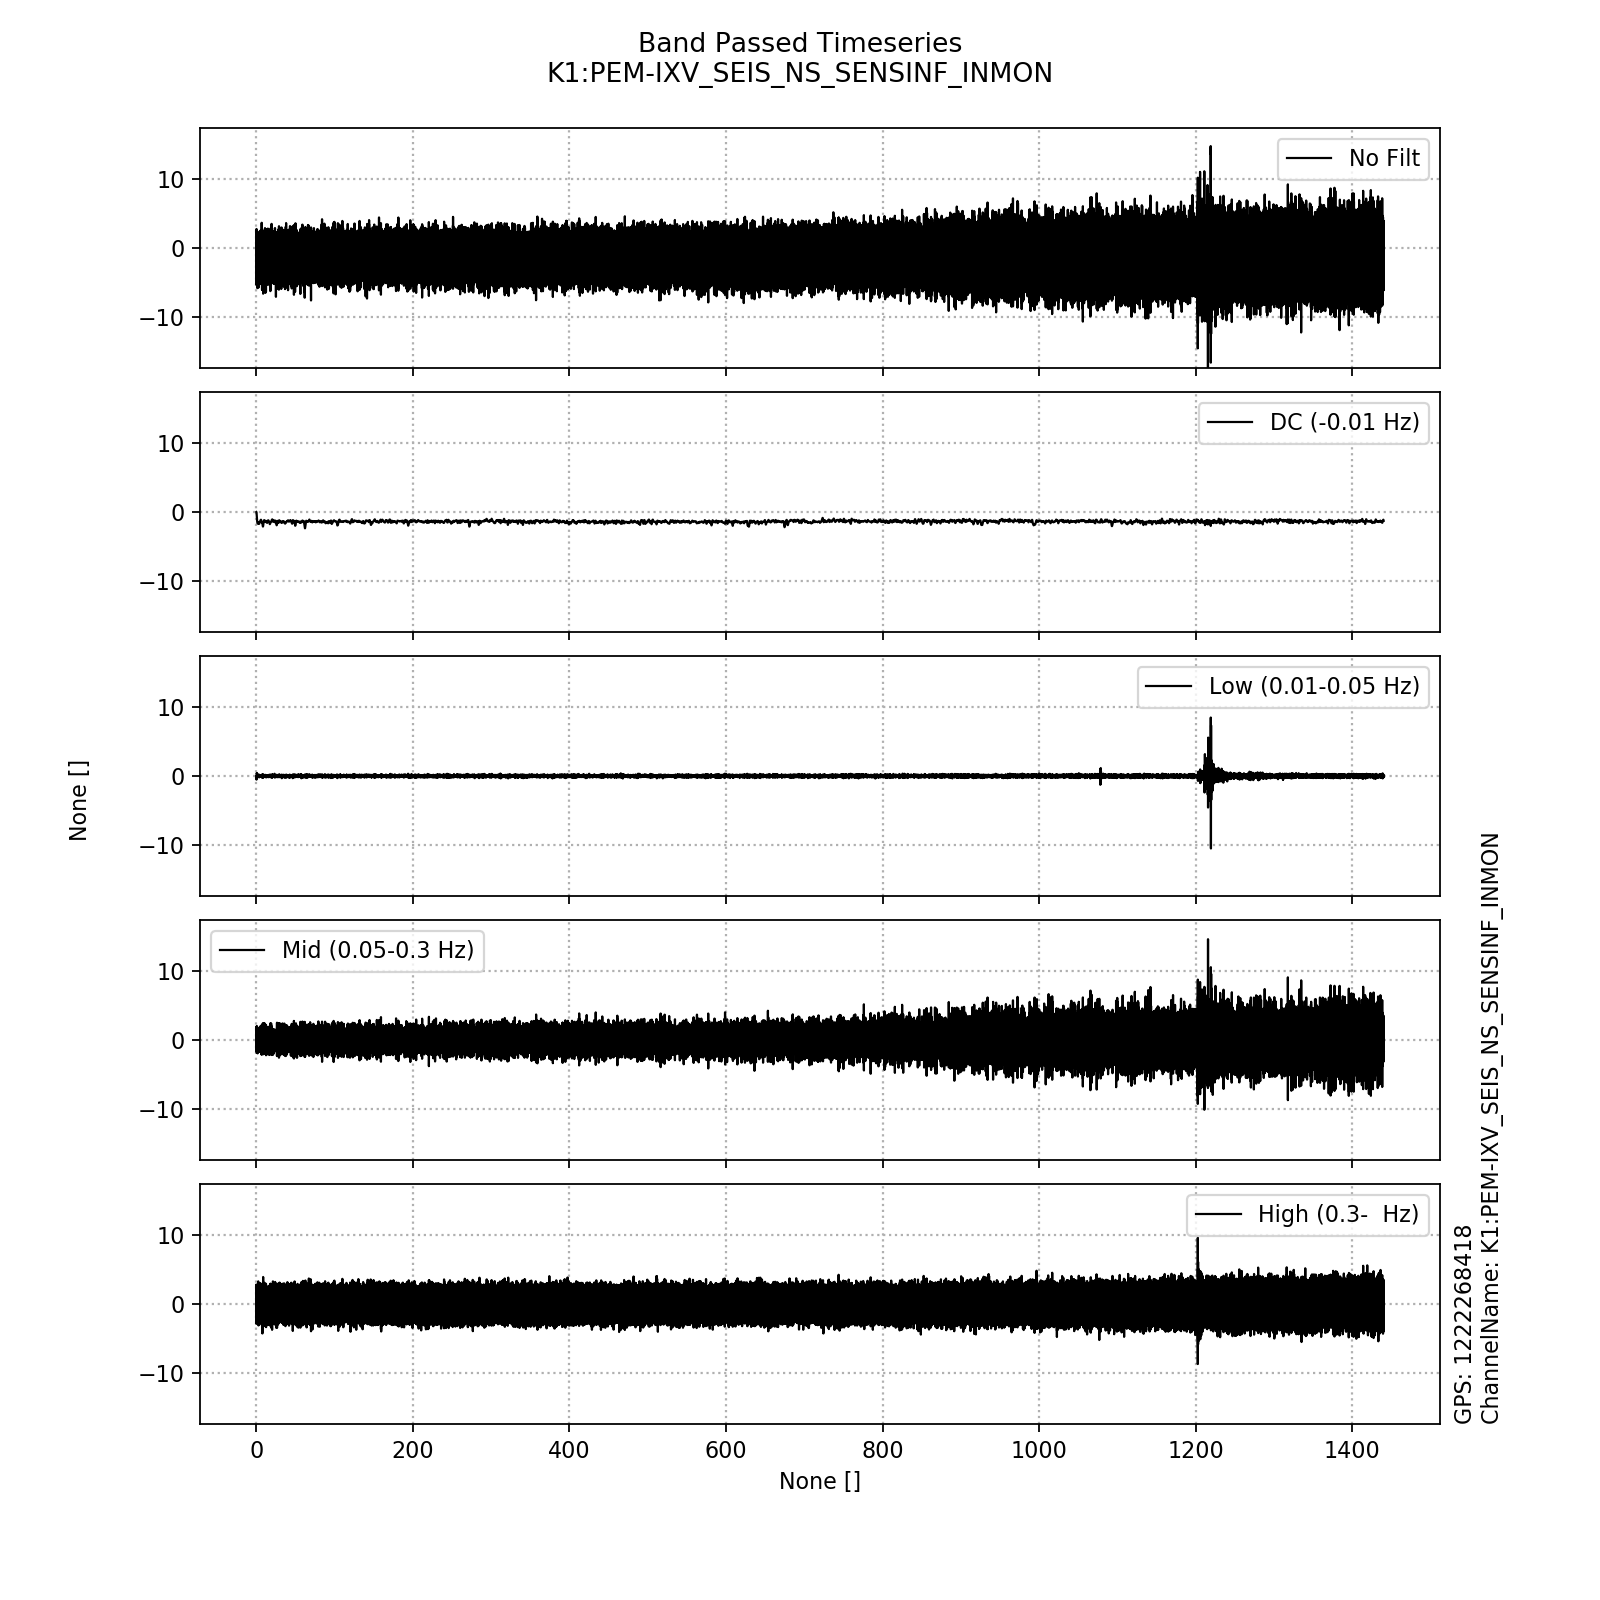 Band Passed Timeseries
K1:PEM-IXV_SEIS_NS_SENSINF_INMON
No Filt
10
0
−10
DC (-0.01 Hz)
10
0
−10
Low (0.01-0.05 Hz)
10
0
−10
None []
Mid (0.05-0.3 Hz)
10
0
−10
High (0.3-  Hz)
10
0
−10
0 200 400 600 800 1000 1200 1400
None []
GPS: 1222268418
ChannelName: K1:PEM-IXV_SEIS_NS_SENSINF_INMON